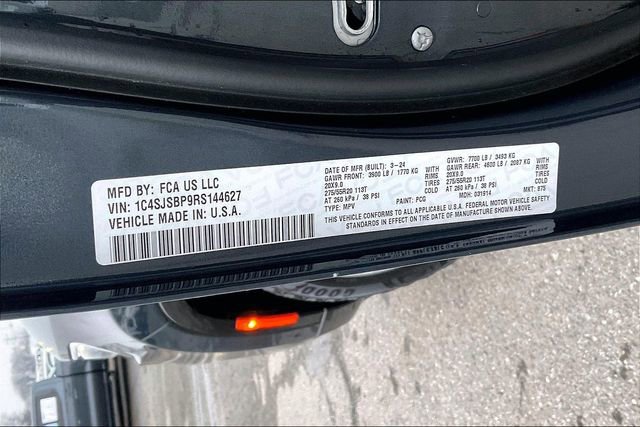 MFD BY: FCA US LLC
VIN: 1C4SJSBP9RS144627
VEHICLE MADE IN: U.S.A.
DATE OF MFR (BUILT): 3-24
GAWR FRONT: 3900 LB / 1770 KG WITH
20X9.0 RIMS
275/55R20 113T TIRES
AT 260 kPa / 38 PSI COLD
TYPE: MPV PAINT: PCG
GVWR: 7700 LB / 3493 KG
GAWR REAR: 4600 LB / 2087 KG WITH
20X9.0 RIMS
275/55R20 113T TIRES
AT 260 kPa / 38 PSI COLD
MDH: 031914 MKT: 875
THIS VEHICLE CONFORMS TO ALL APPLICABLE U.S.A. FEDERAL MOTOR VEHICLE SAFETY
STANDARDS IN EFFECT ON THE DATE OF MANUFACTURE SHOWN ABOVE.